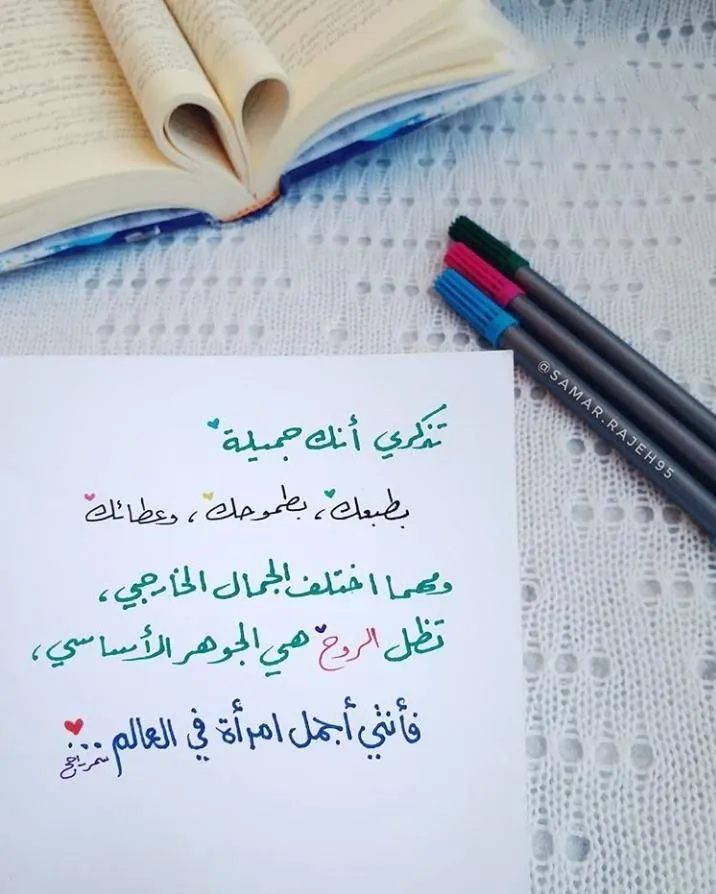 تذكري أنك جميلة
بطبعك، بطموحك، وعطائك
ومهما اختلف الجمال الخارجي،
تظل الروح هي الجوهر الأساسي،
فأنتي أجمل امرأة في العالم...
سمر راجح
@SAMAR.RAJEH95